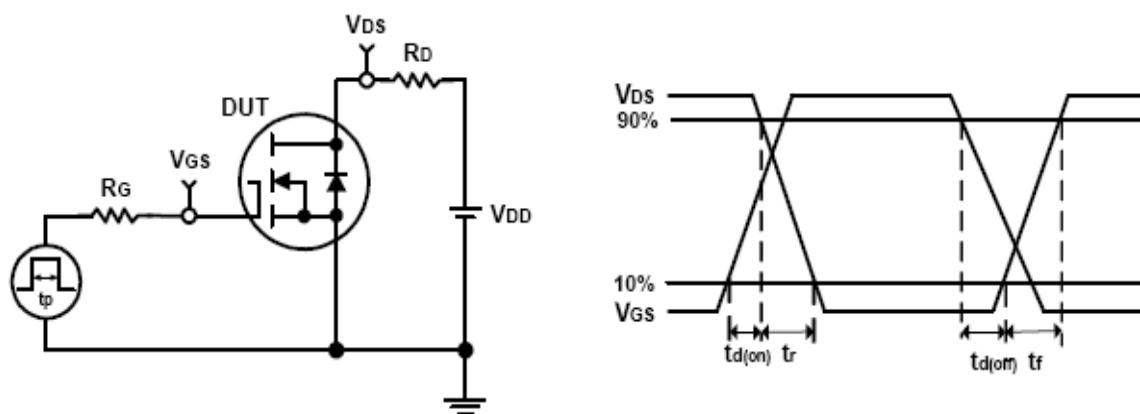 VDS
RD
DUT
VGS
RG
VDD
tp
VDS
90%
10%
VGS
td(on) tr
td(off) tf